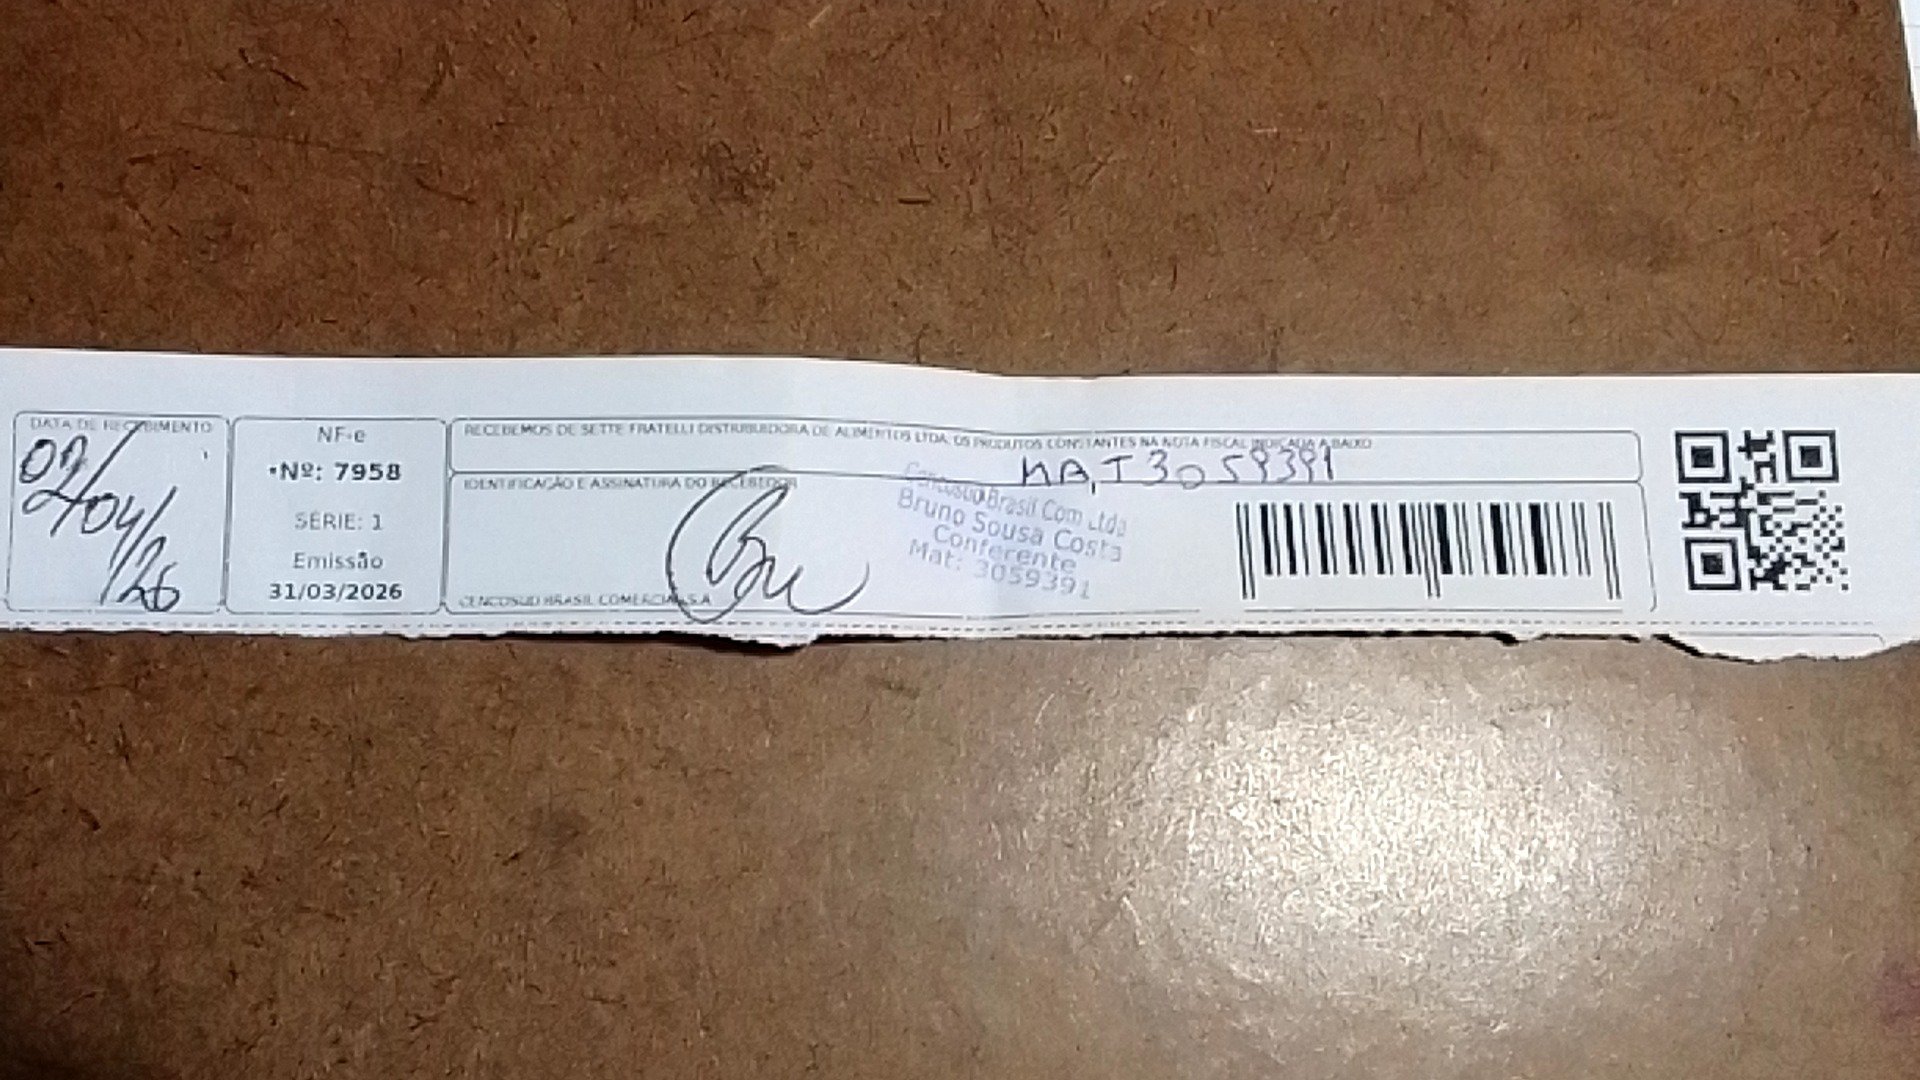 DATA DE RECEBIMENTO
02/04/26
NF-e
Nº: 7958
SÉRIE: 1
Emissão
31/03/2026
RECEBEMOS DE SETTE FRATELLI DISTRIBUIDORA DE ALIMENTOS LTDA. OS PRODUTOS CONSTANTES NA NOTA FISCAL INDICADA ABAIXO
MAT 3059391
IDENTIFICAÇÃO E ASSINATURA DO RECEBEDOR
Cencosud Brasil Com Ltda
Bruno Sousa Costa
Conferente
Mat: 3059391
CENCOSUD BRASIL COMERCIAL S.A